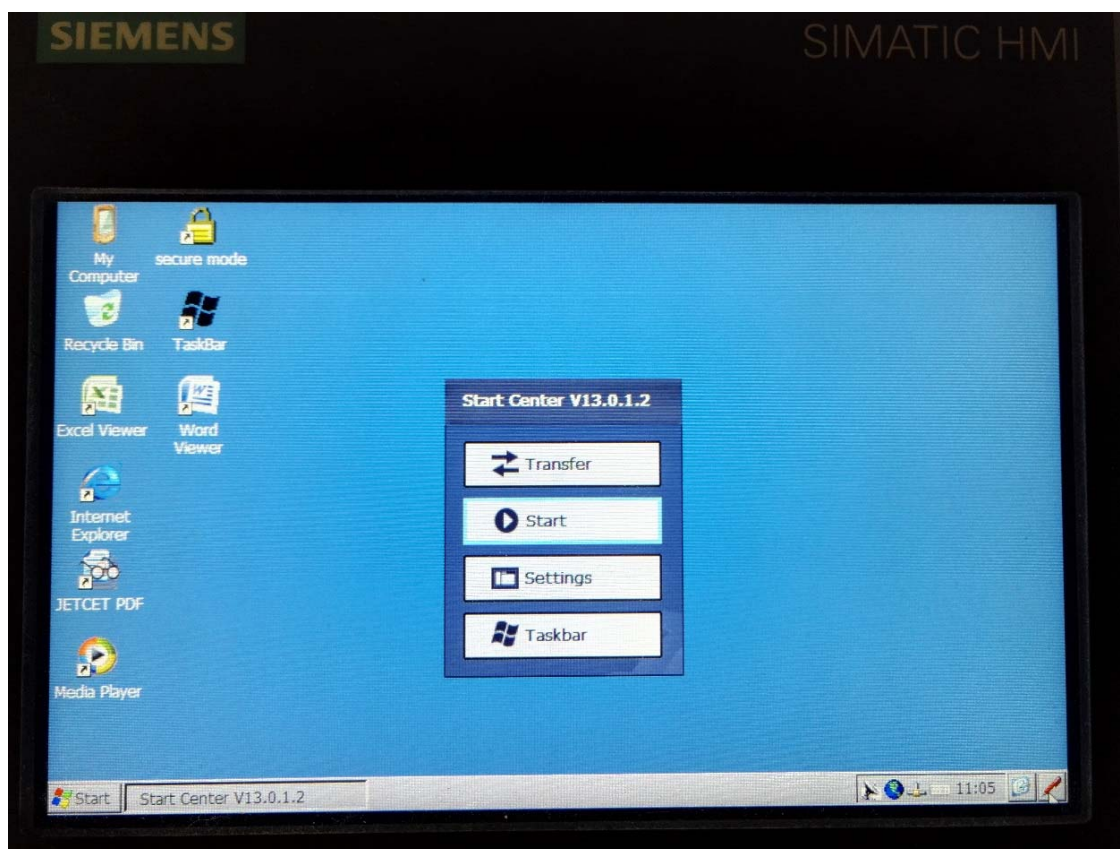 SIEMENS
SIMATIC HMI
My
Computer
secure mode
Recycle Bin
TaskBar
Excel Viewer
Word
Viewer
Internet
Explorer
JETCET PDF
Media Player
Start Center V13.0.1.2
Transfer
Start
Settings
Taskbar
Start
Start Center V13.0.1.2
11:05